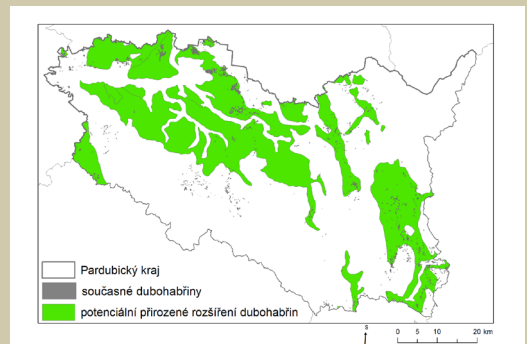 Pardubický kraj
současné dubohabřiny
potenciální přirozené rozšíření dubohabřin
S
0 5 10 20 km